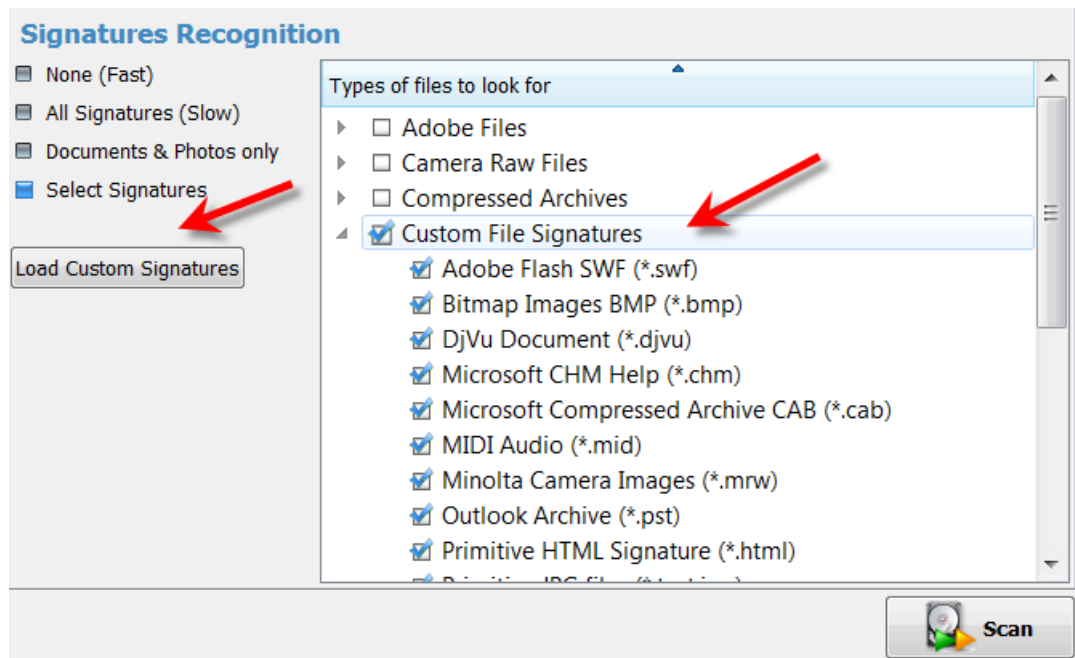 Signatures Recognition
None (Fast)
All Signatures (Slow)
Documents & Photos only
Select Signatures
Load Custom Signatures
Types of files to look for
Adobe Files
Camera Raw Files
Compressed Archives
Custom File Signatures
Adobe Flash SWF (*.swf)
Bitmap Images BMP (*.bmp)
DjVu Document (*.djvu)
Microsoft CHM Help (*.chm)
Microsoft Compressed Archive CAB (*.cab)
MIDI Audio (*.mid)
Minolta Camera Images (*.mrw)
Outlook Archive (*.pst)
Primitive HTML Signature (*.html)
Scan